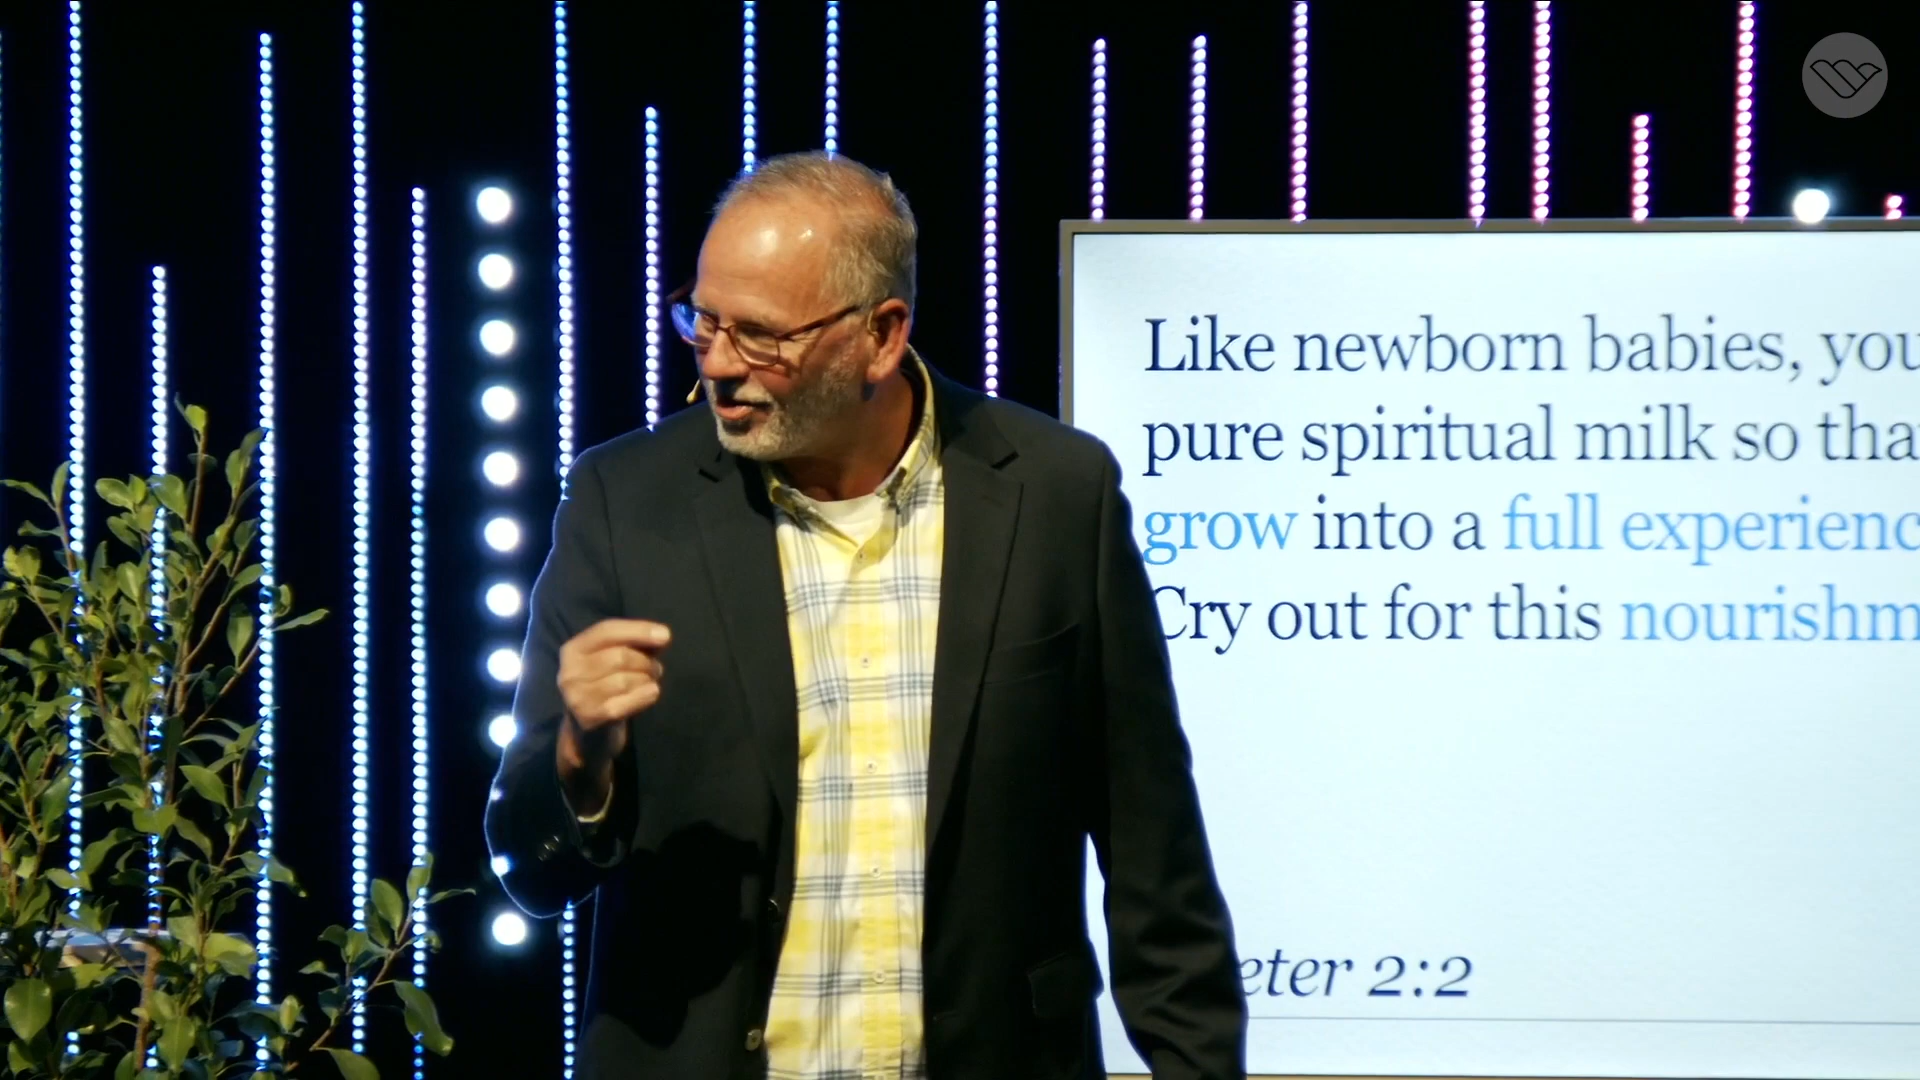 Like newborn babies, you
pure spiritual milk so tha
grow into a full experienc
Cry out for this nourishm
eter 2:2